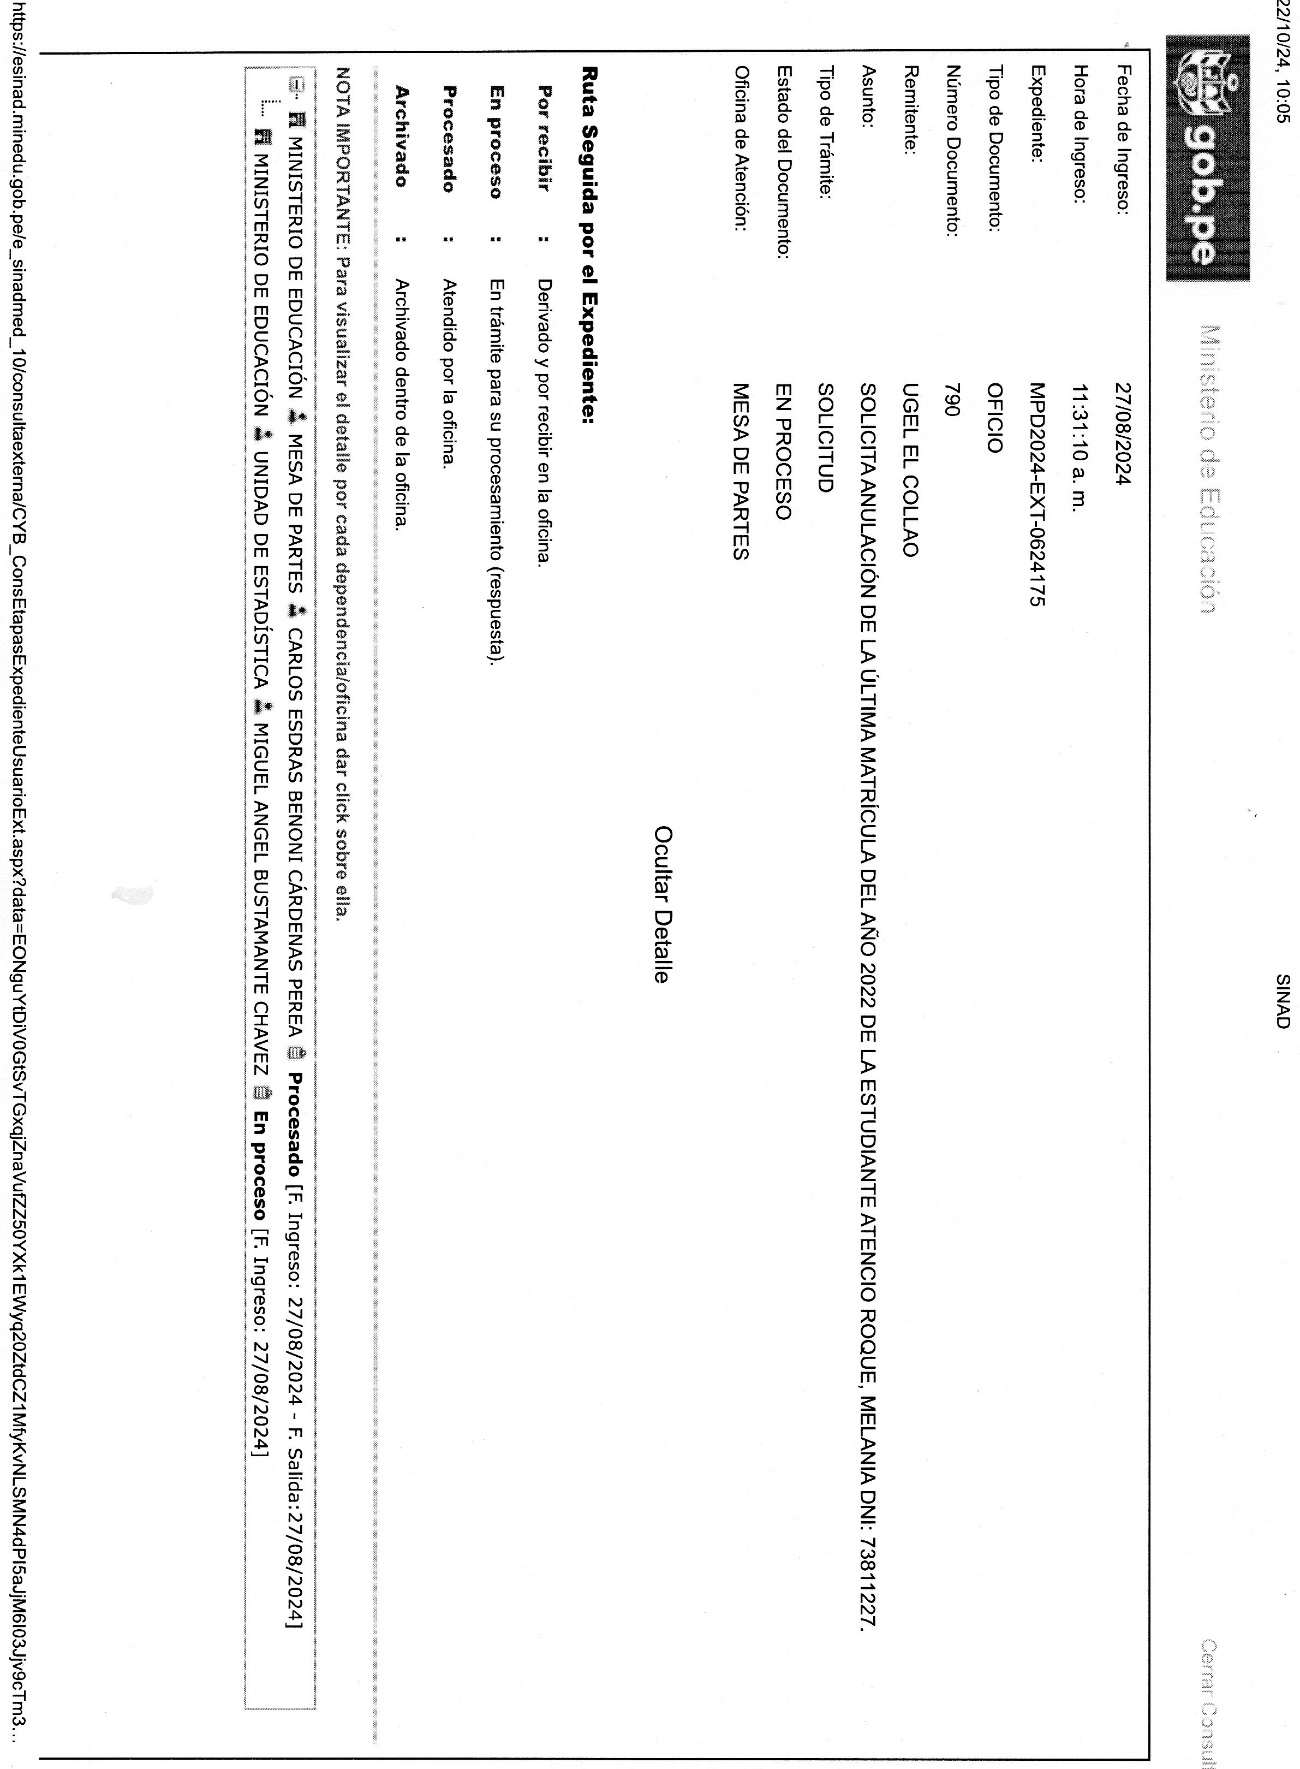 22/10/24, 10:05
SINAD
gob.pe
Ministerio de Educación
Cerrar Consult
Fecha de Ingreso: 27/08/2024
Hora de Ingreso: 11:31:10 a. m.
Expediente: MPD2024-EXT-0624175
Tipo de Documento: OFICIO
Número Documento: 790
Remitente: UGEL EL COLLAO
Asunto: SOLICITA ANULACIÓN DE LA ÚLTIMA MATRÍCULA DEL AÑO 2022 DE LA ESTUDIANTE ATENCIO ROQUE, MELANIA DNI: 73811227.
Tipo de Trámite: SOLICITUD
Estado del Documento: EN PROCESO
Oficina de Atención: MESA DE PARTES
Ocultar Detalle
Ruta Seguida por el Expediente:
Por recibir : Derivado y por recibir en la oficina.
En proceso : En trámite para su procesamiento (respuesta).
Procesado : Atendido por la oficina.
Archivado : Archivado dentro de la oficina.
NOTA IMPORTANTE: Para visualizar el detalle por cada dependencia/oficina dar click sobre ella.
MINISTERIO DE EDUCACIÓN MESA DE PARTES CARLOS ESDRAS BENONI CÁRDENAS PEREA Procesado [F. Ingreso: 27/08/2024 - F. Salida:27/08/2024]
MINISTERIO DE EDUCACIÓN UNIDAD DE ESTADÍSTICA MIGUEL ANGEL BUSTAMANTE CHAVEZ En proceso [F. Ingreso: 27/08/2024]
https://esinad.minedu.gob.pe/e_sinadmed_10/consultaexterna/CYB_ConsEtapasExpedienteUsuarioExt.aspx?data=EONquYtDiV0GtSvTGxqjZnaVufZZ50YXk1EWyq20ZtdCZ1MfyKvNLSMN4dPI5aJjM6I03Jjv9cTm3...